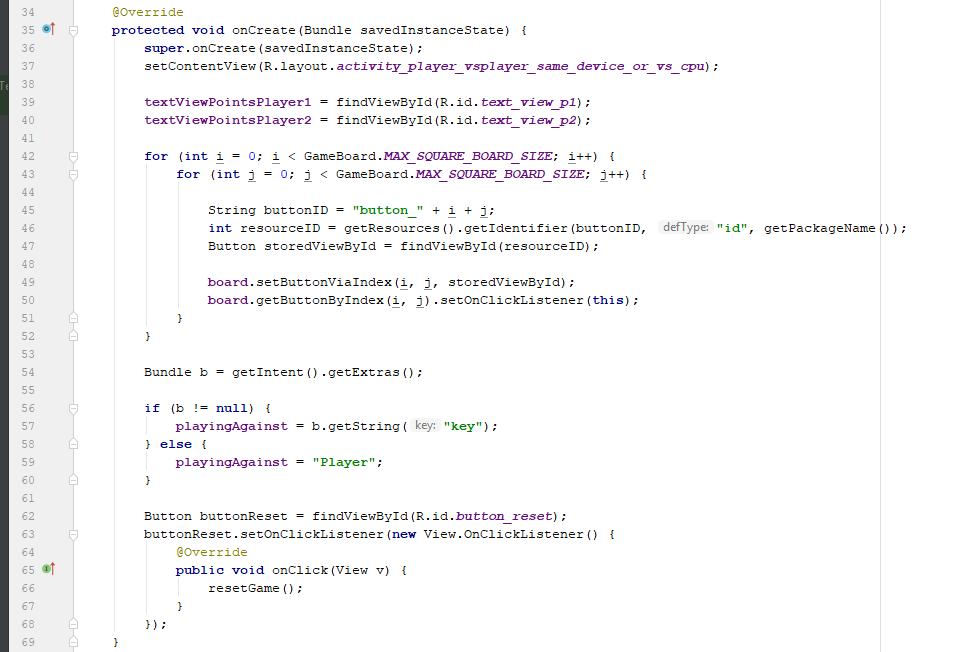 34 @Override
35 protected void onCreate(Bundle savedInstanceState) {
36 super.onCreate(savedInstanceState);
37 setContentView(R.layout.activity_player_vsplayer_same_device_or_vs_cpu);
38
39 textViewPointsPlayer1 = findViewById(R.id.text_view_p1);
40 textViewPointsPlayer2 = findViewById(R.id.text_view_p2);
41
42 for (int i = 0; i < GameBoard.MAX_SQUARE_BOARD_SIZE; i++) {
43 for (int j = 0; j < GameBoard.MAX_SQUARE_BOARD_SIZE; j++) {
44
45 String buttonID = "button_" + i + j;
46 int resourceID = getResources().getIdentifier(buttonID, defType: "id", getPackageName());
47 Button storedViewById = findViewById(resourceID);
48
49 board.setButtonViaIndex(i, j, storedViewById);
50 board.getButtonByIndex(i, j).setOnClickListener(this);
51 }
52 }
53
54 Bundle b = getIntent().getExtras();
55
56 if (b != null) {
57 playingAgainst = b.getString( key: "key");
58 } else {
59 playingAgainst = "Player";
60 }
61
62 Button buttonReset = findViewById(R.id.button_reset);
63 buttonReset.setOnClickListener(new View.OnClickListener() {
64 @Override
65 public void onClick(View v) {
66 resetGame();
67 }
68 });
69 }